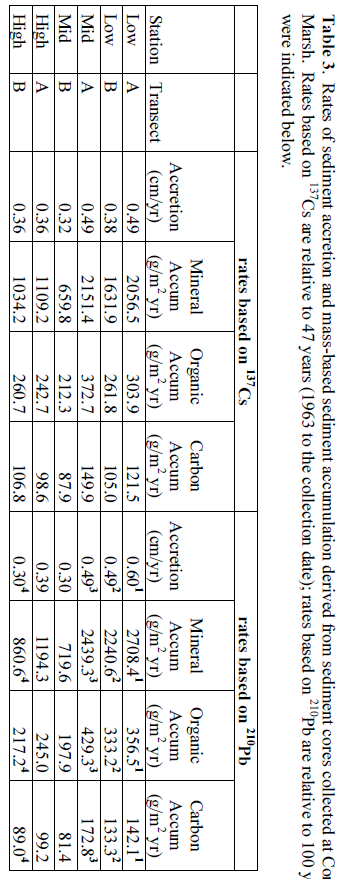 Table 3. Rates of sediment accretion and mass-based sediment accumulation derived from sediment cores collected at
Marsh. Rates based on ¹³⁷Cs are relative to 47 years (1963 to the collection date); rates based on ²¹⁰Pb are relative to 100
were indicated below.
rates based on ¹³⁷Cs rates based on ²¹⁰Pb
Accretion Mineral Organic Carbon Accretion Mineral Organic Carbon
Accum Accum Accum Accum Accum Accum
Station Transect (cm/yr) (g/m² yr) (g/m² yr) (g/m² yr) (cm/yr) (g/m² yr) (g/m² yr) (g/m² yr)
Low A 0.49 2056.5 303.9 121.5 0.60¹ 2708.4¹ 356.5¹ 142.1¹
Low B 0.38 1631.9 261.8 105.0 0.49² 2240.6² 333.2² 133.3²
Mid A 0.49 2151.4 372.7 149.9 0.49³ 2439.3³ 429.3³ 172.8³
Mid B 0.32 659.8 212.3 87.9 0.30 719.6 197.9 81.4
High A 0.36 1109.2 242.7 98.6 0.39 1194.3 245.0 99.2
High B 0.36 1034.2 260.7 106.8 0.30⁴ 860.6⁴ 217.2⁴ 89.0⁴